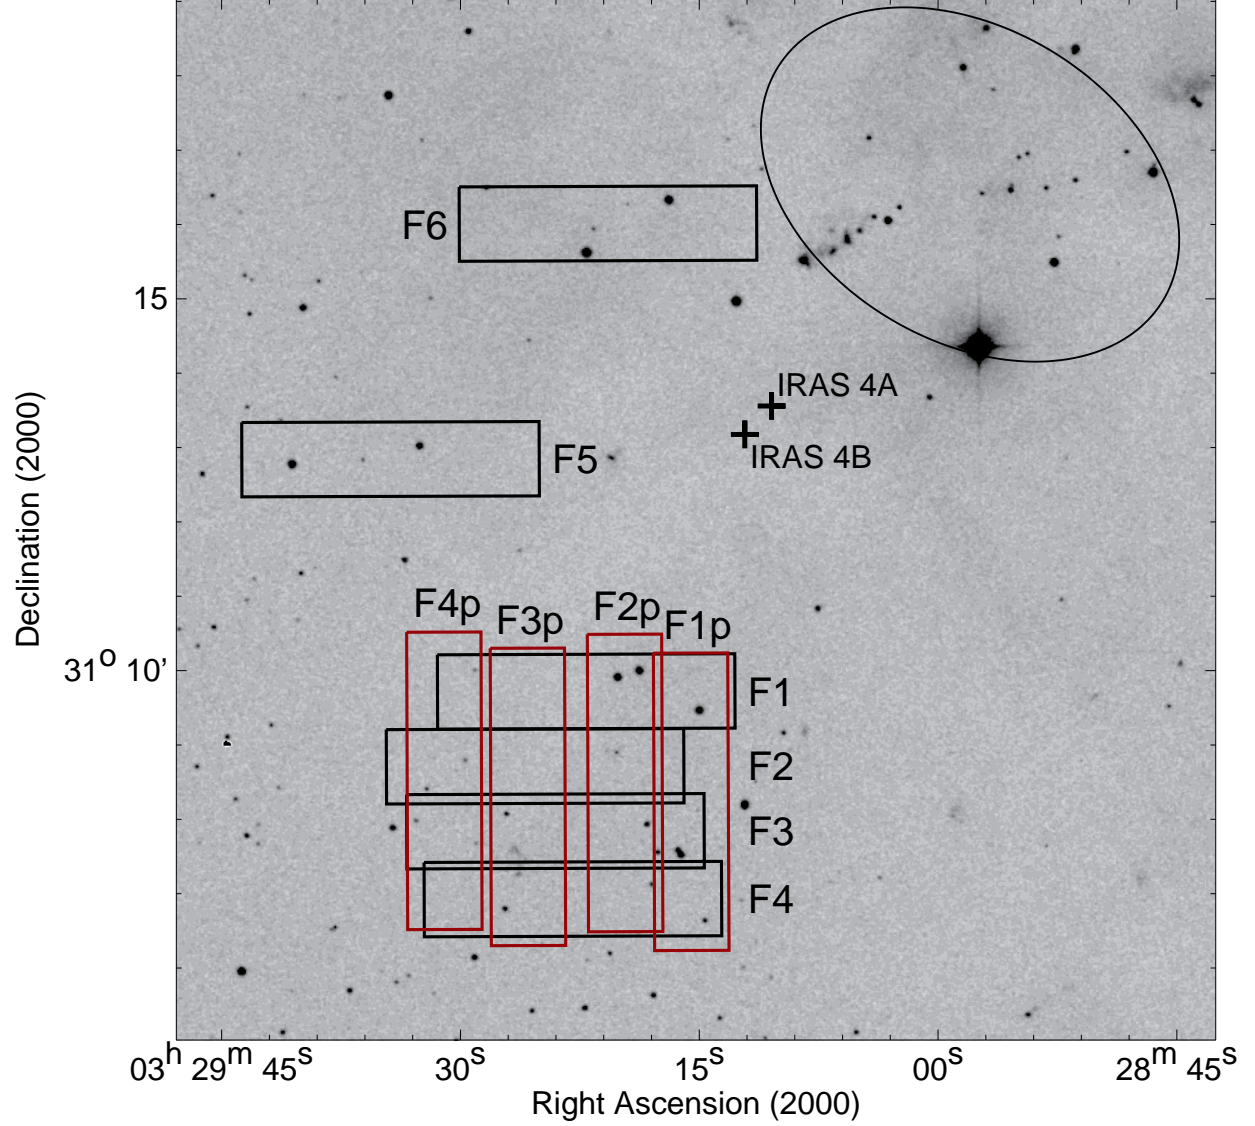 F6
15
IRAS 4A
IRAS 4B
F5
F4p
F3p
F2p
F1p
31° 10'
F1
F2
F3
F4
03h 29m 45s
30s
15s
00s
28m 45s
Right Ascension (2000)
Declination (2000)